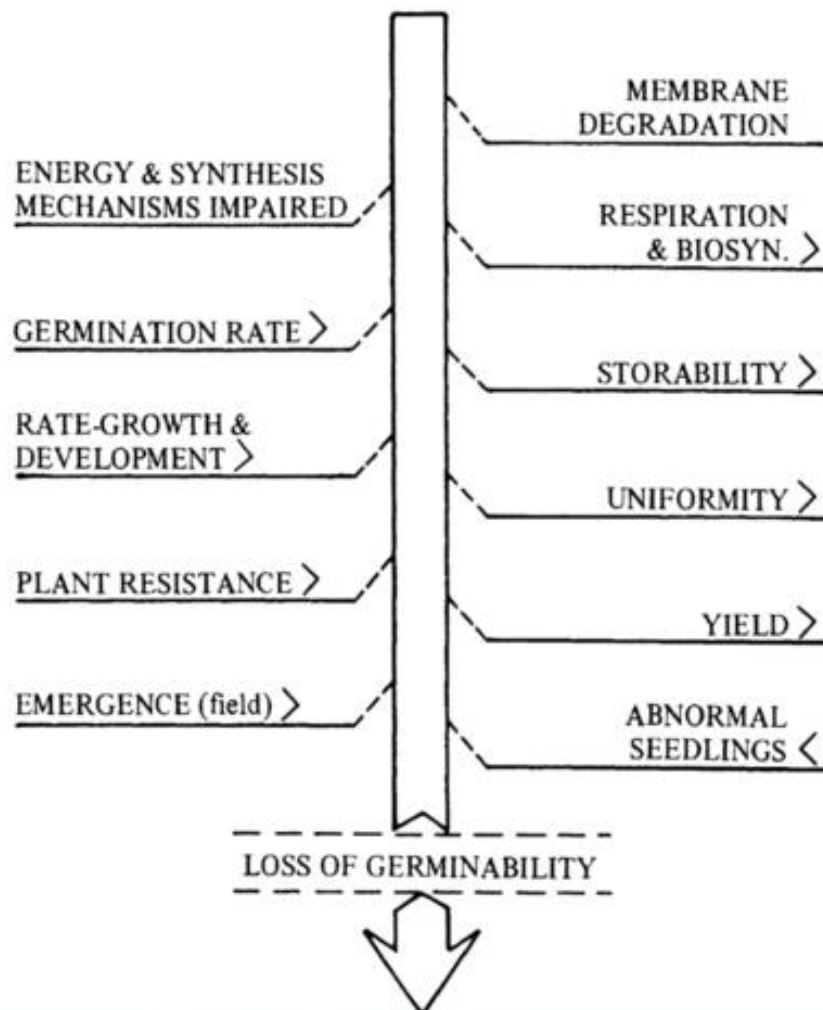 MEMBRANE
DEGRADATION
ENERGY & SYNTHESIS
MECHANISMS IMPAIRED
RESPIRATION
& BIOSYN. >
GERMINATION RATE >
STORABILITY >
RATE-GROWTH &
DEVELOPMENT >
UNIFORMITY >
PLANT RESISTANCE >
YIELD >
EMERGENCE (field) >
ABNORMAL
SEEDLINGS <
LOSS OF GERMINABILITY